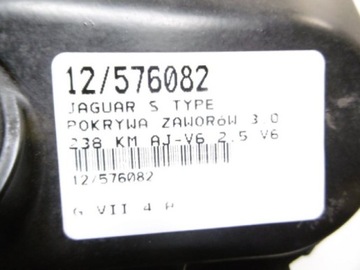 12/576082
JAGUAR S TYPE
POKRYWA ZAWORÓW 3.0
238 KM AJ-V6 2.5 V6
12/576082
G VII 4 P